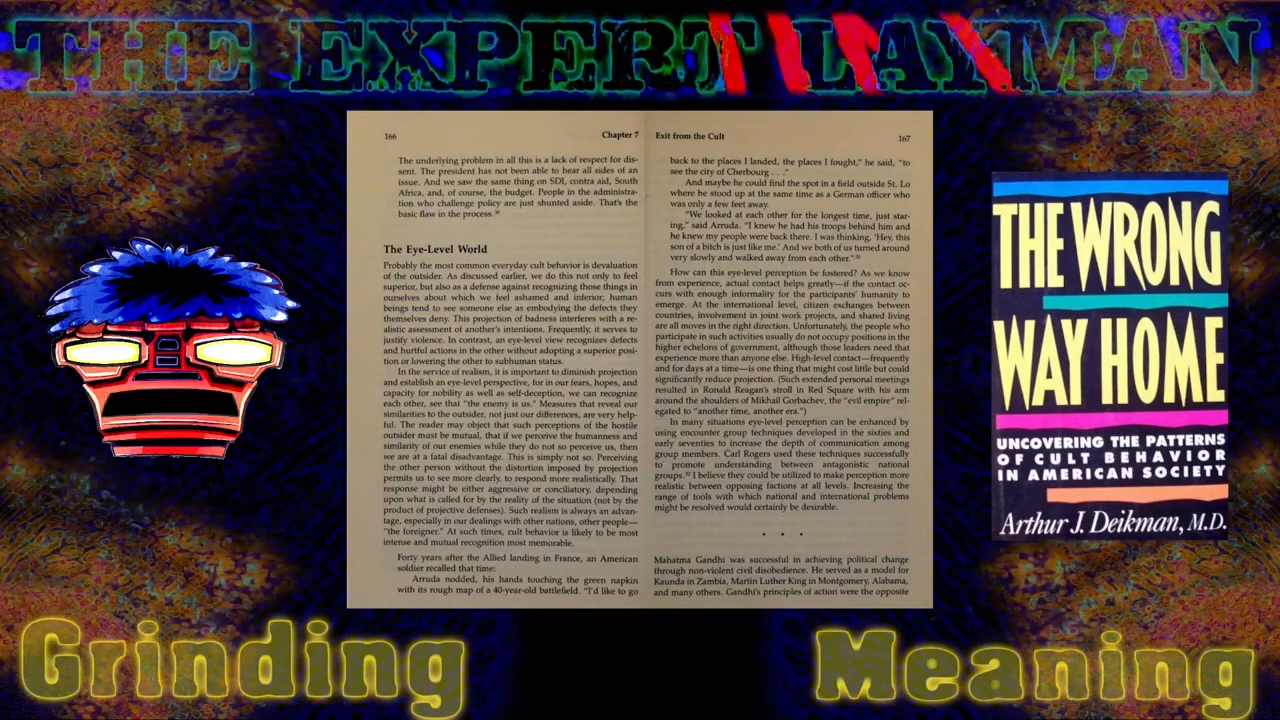 THE EXPERT LAYMAN
166
Chapter 7
The underlying problem in all this is a lack of respect for dis-
sent. The president has not been able to hear all sides of an
issue. And we saw the same thing on SDI, contra aid, South
Africa, and, of course, the budget. People in the administra-
tion who challenge policy are just shunted aside. That's the
basic flaw in the process.30
The Eye-Level World
Probably the most common everyday cult behavior is devaluation
of the outsider. As discussed earlier, we do this not only to feel
superior, but also as a defense against recognizing those things in
ourselves about which we feel ashamed and inferior; human
beings tend to see someone else as embodying the defects they
themselves deny. This projection of badness interferes with a re-
alistic assessment of another's intentions. Frequently, it serves to
justify violence. In contrast, an eye-level view recognizes defects
and hurtful actions in the other without adopting a superior posi-
tion or lowering the other to subhuman status.
In the service of realism, it is important to diminish projection
and establish an eye-level perspective, for in our fears, hopes, and
capacity for nobility as well as self-deception, we can recognize
each other, see that "the enemy is us." Measures that reveal our
similarities to the outsider, not just our differences, are very help-
ful. The reader may object that such perceptions of the hostile
outsider must be mutual, that if we perceive the humanness and
similarity of our enemies while they do not so perceive us, then
we are at a fatal disadvantage. This is simply not so. Perceiving
the other person without the distortion imposed by projection
permits us to see more clearly, to respond more realistically. That
response might be either aggressive or conciliatory, depending
upon what is called for by the reality of the situation (not by the
product of projective defenses). Such realism is always an advan-
tage, especially in our dealings with other nations, other people—
"the foreigner." At such times, cult behavior is likely to be most
intense and mutual recognition most memorable.
Forty years after the Allied landing in France, an American
soldier recalled that time:
Arruda nodded, his hands touching the green napkin
with its rough map of a 40-year-old battlefield. "I'd like to go
Exit from the Cult
167
back to the places I landed, the places I fought," he said, "to
see the city of Cherbourg . . ."
And maybe he could find the spot in a field outside St. Lo
where he stood up at the same time as a German officer who
was only a few feet away.
"We looked at each other for the longest time, just star-
ing," said Arruda. "I knew he had his troops behind him and
he knew my people were back there. I was thinking, 'Hey, this
son of a bitch is just like me.' And we both of us turned around
very slowly and walked away from each other."31
How can this eye-level perception be fostered? As we know
from experience, actual contact helps greatly—if the contact oc-
curs with enough informality for the participants' humanity to
emerge. At the international level, citizen exchanges between
countries, involvement in joint work projects, and shared living
are all moves in the right direction. Unfortunately, the people who
participate in such activities usually do not occupy positions in the
higher echelons of government, although those leaders need that
experience more than anyone else. High-level contact—frequently
and for days at a time—is one thing that might cost little but could
significantly reduce projection. (Such extended personal meetings
resulted in Ronald Reagan's stroll in Red Square with his arm
around the shoulders of Mikhail Gorbachev, the "evil empire" rel-
egated to "another time, another era.")
In many situations eye-level perception can be enhanced by
using encounter group techniques developed in the sixties and
early seventies to increase the depth of communication among
group members. Carl Rogers used these techniques successfully
to promote understanding between antagonistic national
groups.32 I believe they could be utilized to make perception more
realistic between opposing factions at all levels. Increasing the
range of tools with which national and international problems
might be resolved would certainly be desirable.
• • •
Mahatma Gandhi was successful in achieving political change
through non-violent civil disobedience. He served as a model for
Kaunda in Zambia, Martin Luther King in Montgomery, Alabama,
and many others. Gandhi's principles of action were the opposite
THE WRONG
WAY HOME
UNCOVERING THE PATTERNS
OF CULT BEHAVIOR
IN AMERICAN SOCIETY
Arthur J. Deikman, M.D.
Grinding
Meaning